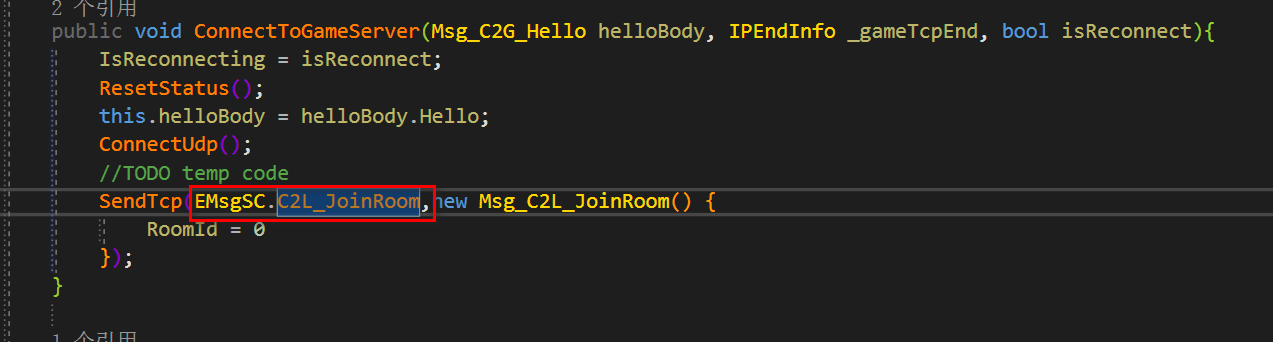 2 个引用
public void ConnectToGameServer(Msg_C2G_Hello helloBody, IPEndInfo _gameTcpEnd, bool isReconnect){
IsReconnecting = isReconnect;
ResetStatus();
this.helloBody = helloBody.Hello;
ConnectUdp();
//TODO temp code
SendTcp(EMsgSC.C2L_JoinRoom,new Msg_C2L_JoinRoom() {
RoomId = 0
});
}
1 个引用